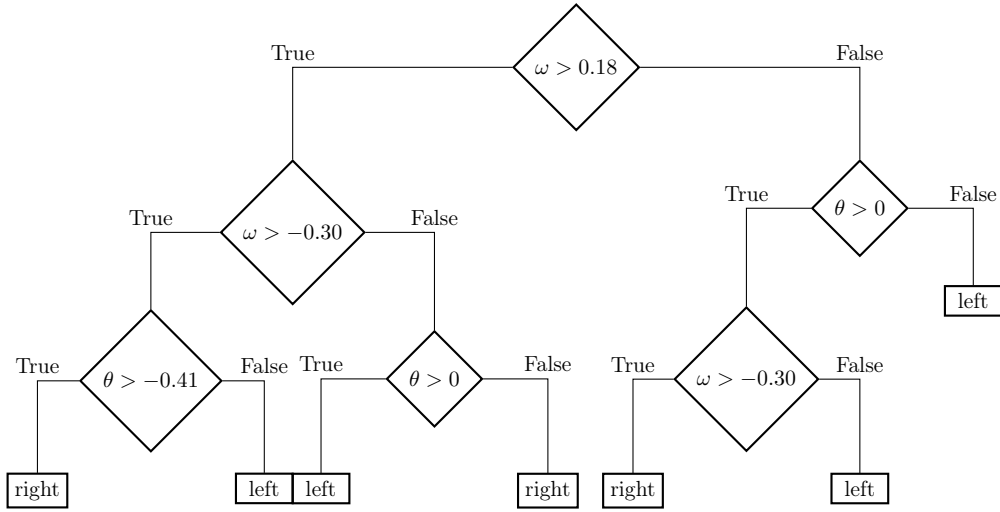 True
False
ω > 0.18
True
False
ω > −0.30
True
False
θ > 0
left
True
False
θ > −0.41
True
False
θ > 0
True
False
ω > −0.30
right
left
left
right
right
left